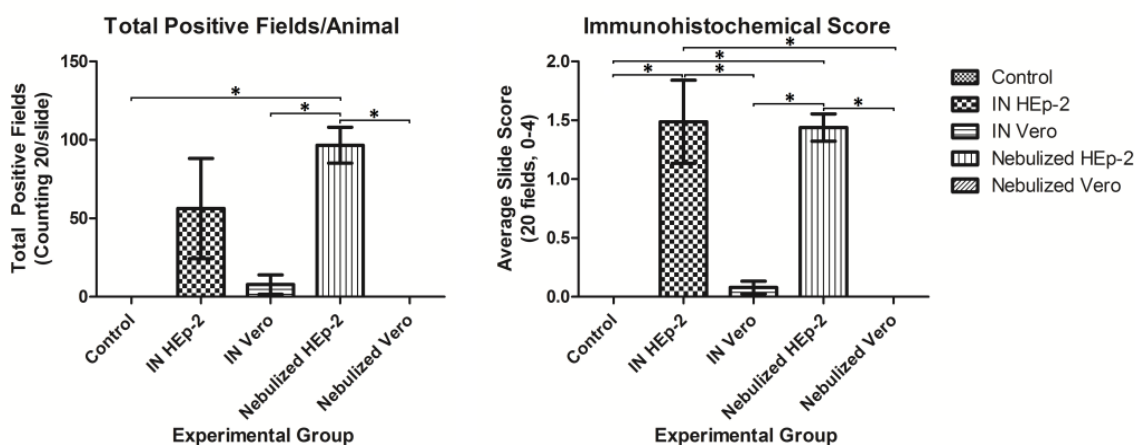 Total Positive Fields/Animal
Total Positive Fields
(Counting 20/slide)
150
100
50
0
*
*
*
Control
IN HEp-2
IN Vero
Nebulized HEp-2
Nebulized Vero
Experimental Group
Immunohistochemical Score
Average Slide Score
(20 fields, 0-4)
2.0
1.5
1.0
0.5
0.0
*
*
*
*
*
*
Control
IN HEp-2
IN Vero
Nebulized HEp-2
Nebulized Vero
Experimental Group
Control
IN HEp-2
IN Vero
Nebulized HEp-2
Nebulized Vero